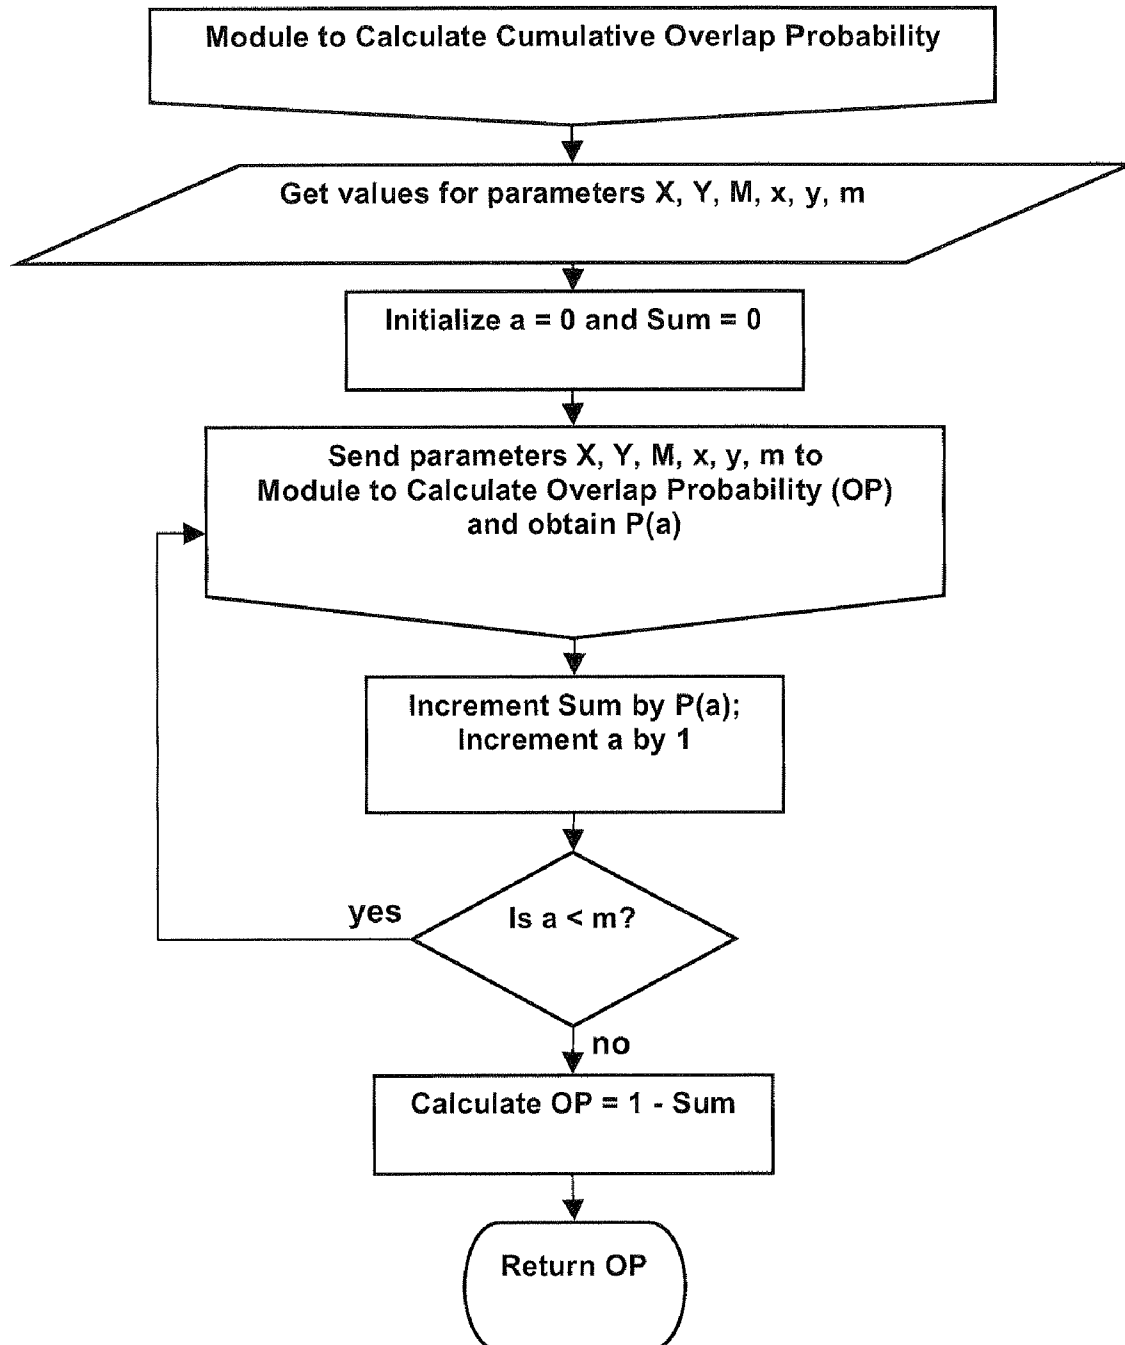 Module to Calculate Cumulative Overlap Probability
Get values for parameters X, Y, M, x, y, m
Initialize a = 0 and Sum = 0
Send parameters X, Y, M, x, y, m to
Module to Calculate Overlap Probability (OP)
and obtain P(a)
Increment Sum by P(a);
Increment a by 1
Is a < m?
yes
no
Calculate OP = 1 - Sum
Return OP